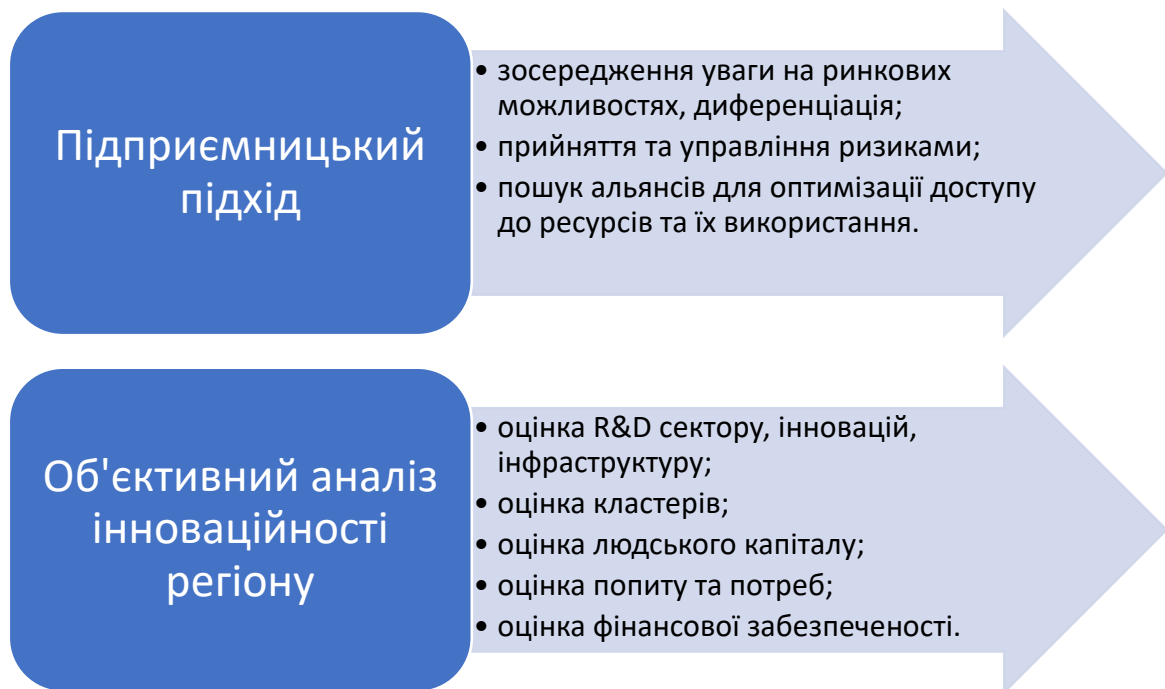 Підприємницький
підхід
• зосередження уваги на ринкових
можливостях, диференціація;
• прийняття та управління ризиками;
• пошук альянсів для оптимізації доступу
до ресурсів та їх використання.
Об'єктивний аналіз
інноваційності
регіону
• оцінка R&D сектору, інновацій,
інфраструктуру;
• оцінка кластерів;
• оцінка людського капіталу;
• оцінка попиту та потреб;
• оцінка фінансової забезпеченості.